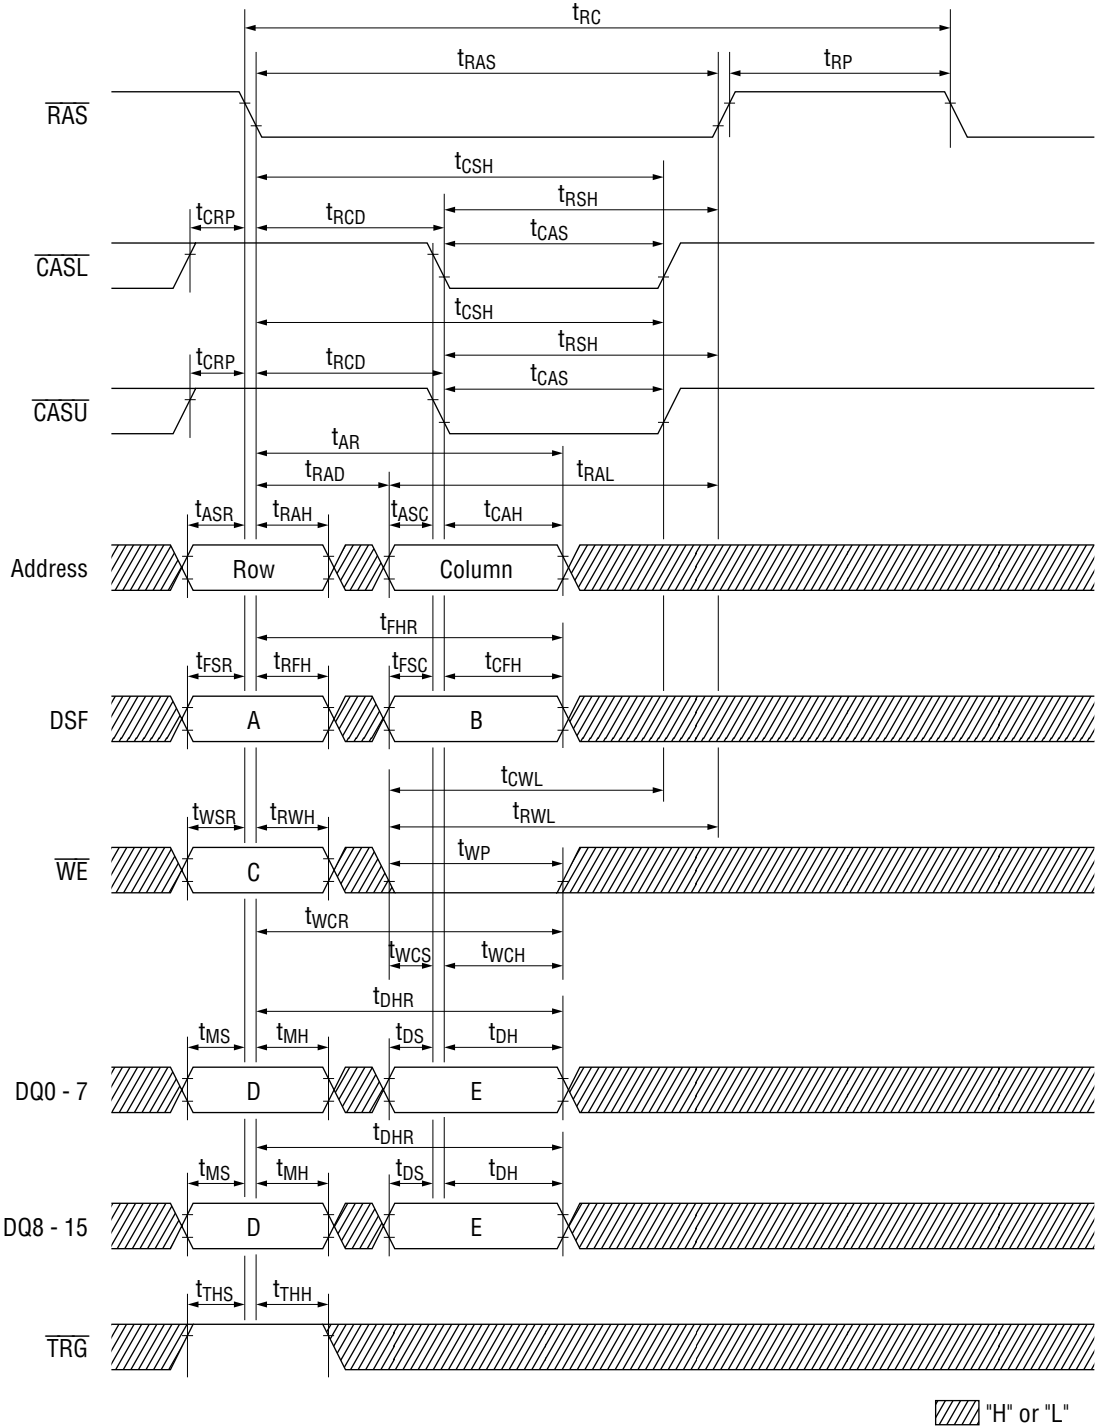 tRC
tRAS tRP
RAS
tCSH
tRSH
tCRP tRCD tCAS
CASL
tCSH
tRSH
tCRP tRCD tCAS
CASU
tAR
tRAD tRAL
tASR tRAH tASC tCAH
Address Row Column
tFHR
tFSR tRFH tFSC tCFH
DSF A B
tCWL
tWSR tRWH tRWL
tWP
WE C
tWCR
tWCS tWCH
tDHR
tMS tMH tDS tDH
DQ0 - 7 D E
tDHR
tMS tMH tDS tDH
DQ8 - 15 D E
tTHS tTHH
TRG
"H" or "L"